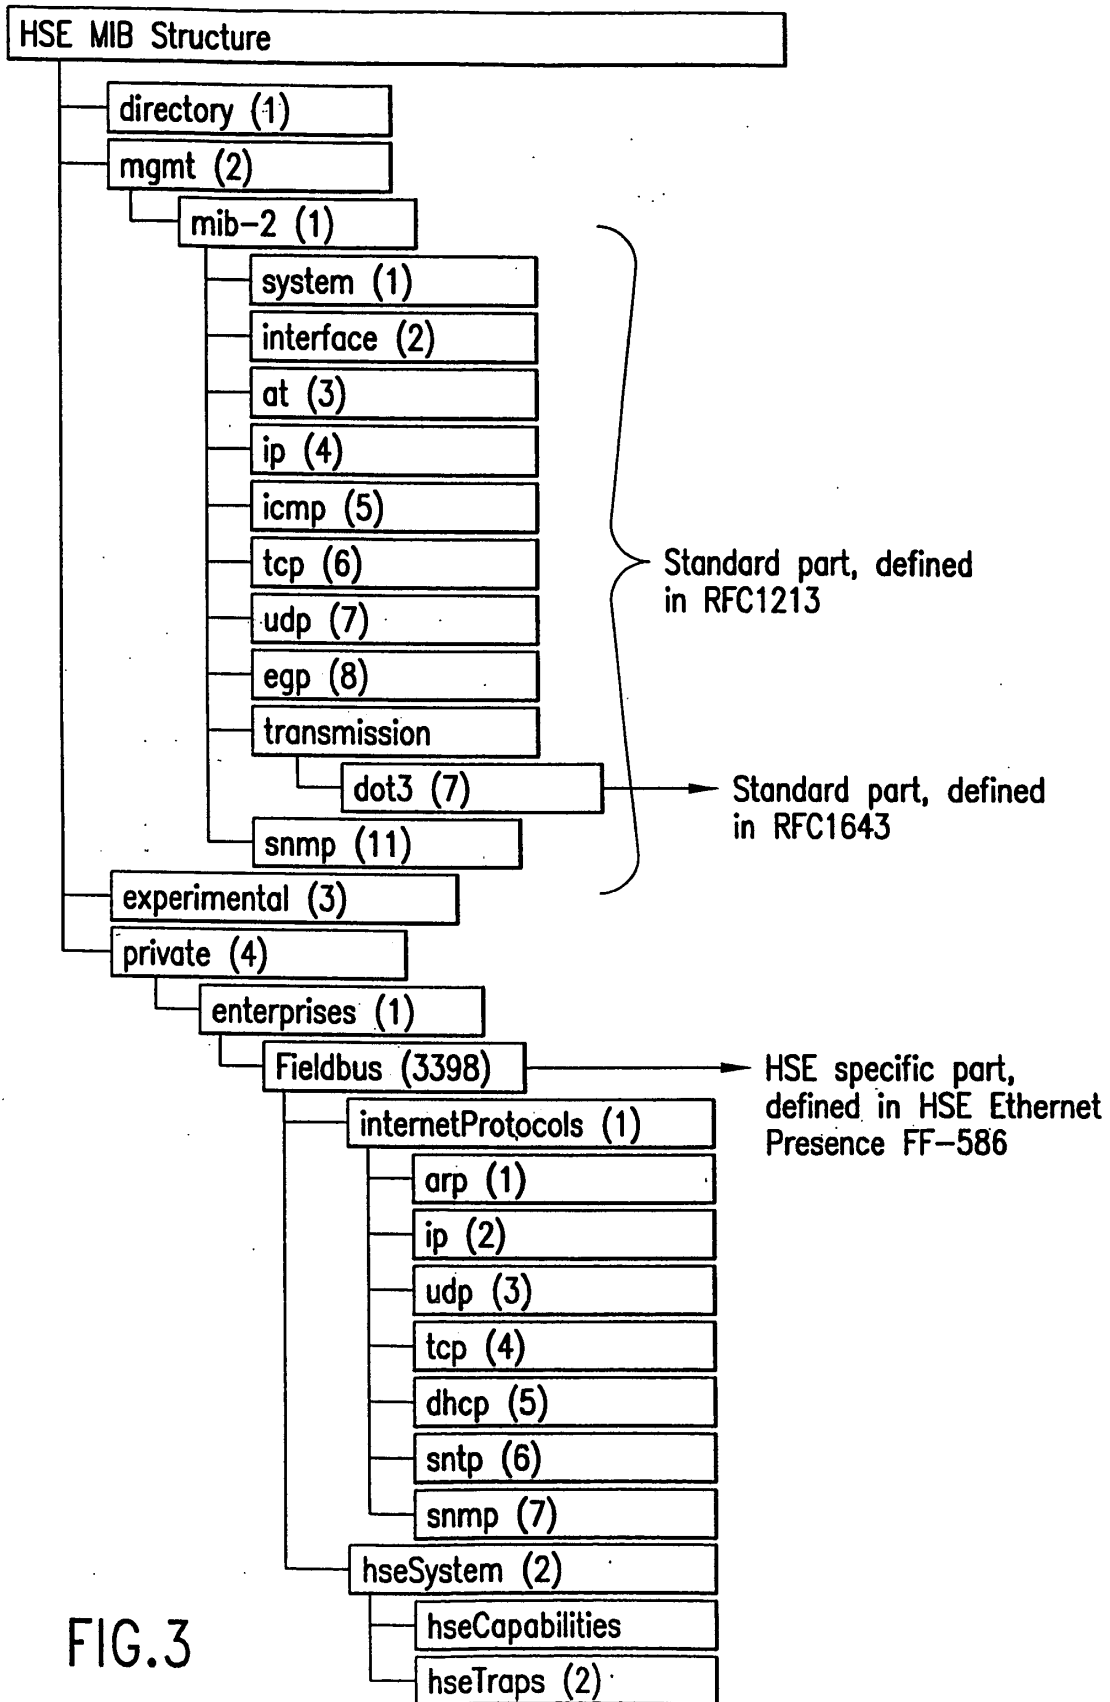 HSE MIB Structure
directory (1)
mgmt (2)
mib-2 (1)
system (1)
interface (2)
at (3)
ip (4)
icmp (5)
tcp (6)
udp (7)
egp (8)
transmission
dot3 (7)
snmp (11)
Standard part, defined
in RFC1213
Standard part, defined
in RFC1643
experimental (3)
private (4)
enterprises (1)
Fieldbus (3398)
HSE specific part,
defined in HSE Ethernet
Presence FF-586
internetProtocols (1)
arp (1)
ip (2)
udp (3)
tcp (4)
dhcp (5)
sntp (6)
snmp (7)
hseSystem (2)
hseCapabilities
hseTraps (2)
FIG.3